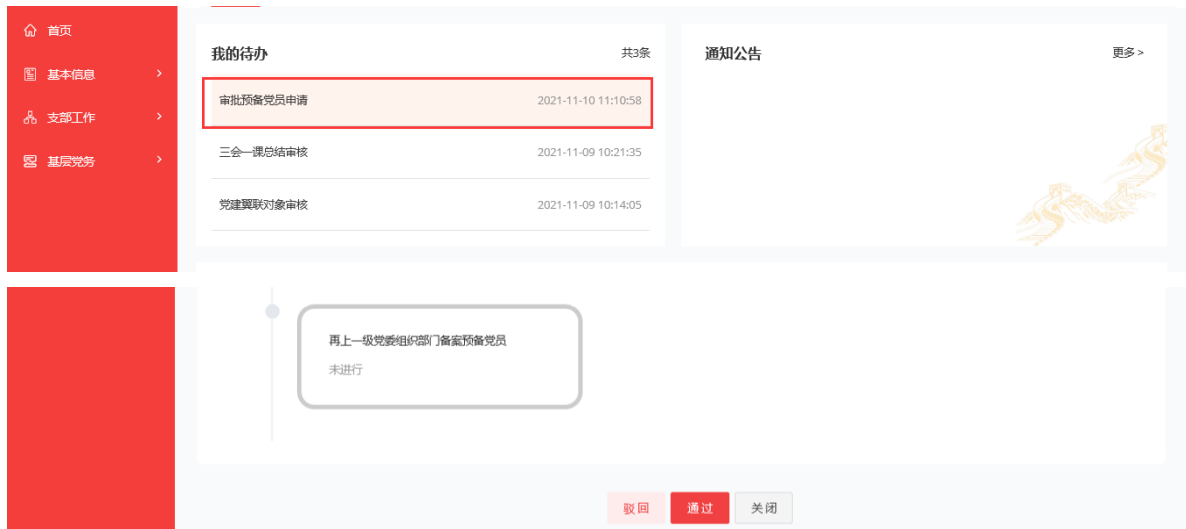 首页
基本信息
支部工作
基层党务
我的待办 共3条
审批预备党员申请 2021-11-10 11:10:58
三会一课总结审核 2021-11-09 10:21:35
党建翼联对象审核 2021-11-09 10:14:05
通知公告 更多 >
再上一级党委组织部门备案预备党员
未进行
驳回 通过 关闭